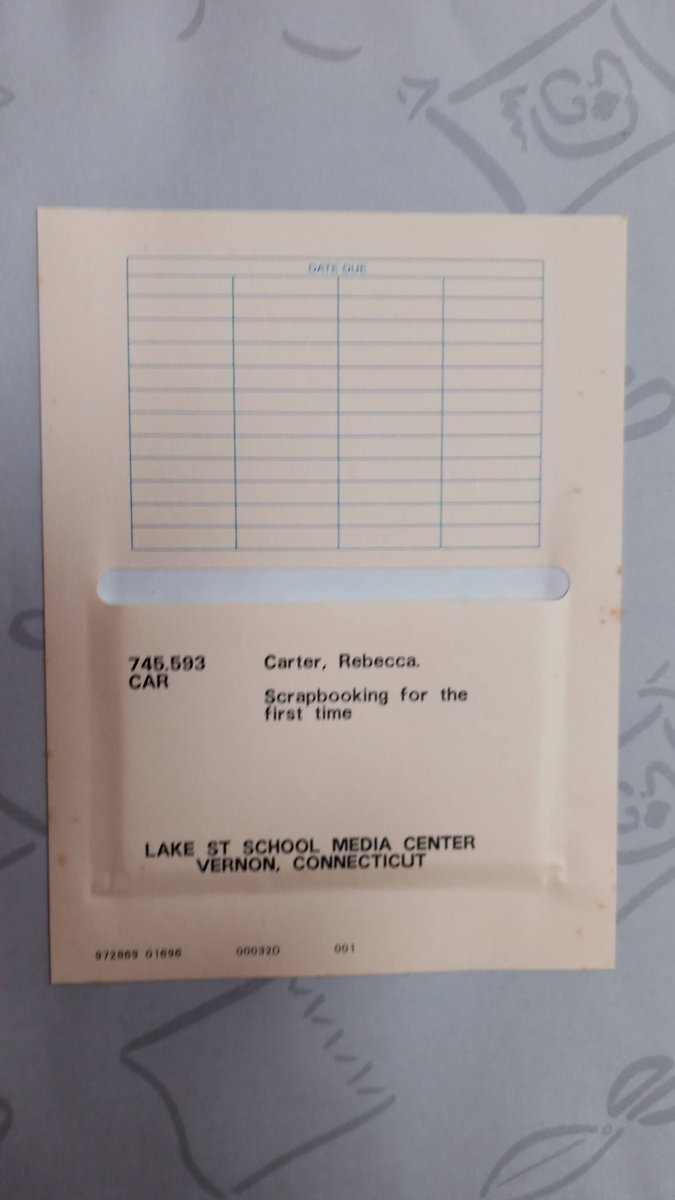 DATE DUE
745.593 Carter, Rebecca.
CAR
Scrapbooking for the
first time
LAKE ST SCHOOL MEDIA CENTER
VERNON, CONNECTICUT
972869 01696 00032D 001